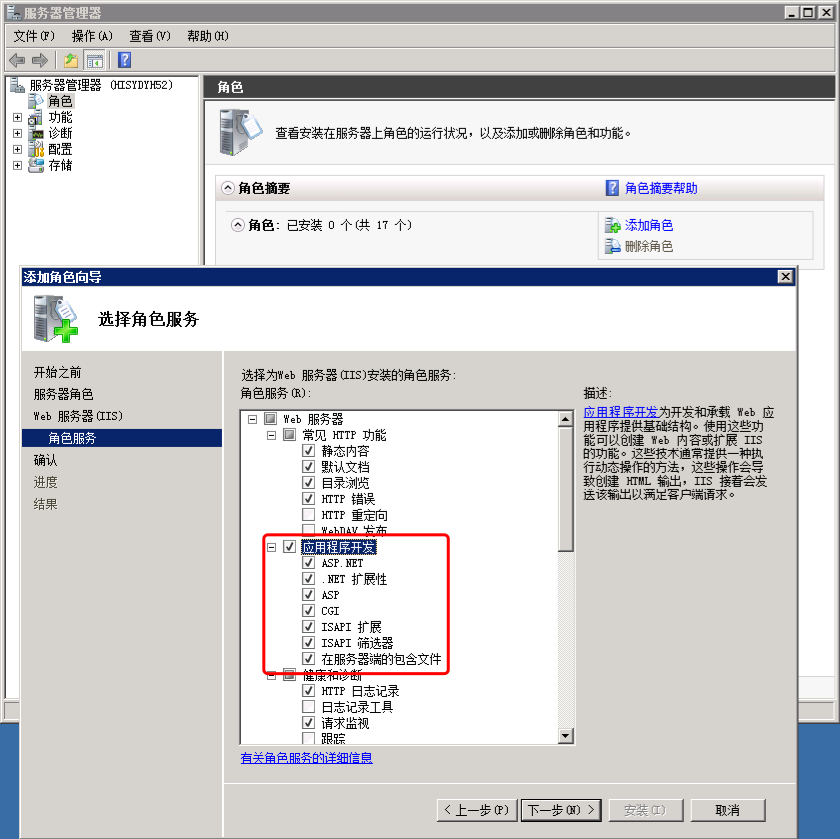 服务器管理器
文件(F) 操作(A) 查看(V) 帮助(H)
服务器管理器 (HISYDYH52)
角色
功能
诊断
配置
存储
角色
查看安装在服务器上角色的运行状况，以及添加或删除角色和功能。
角色摘要
角色摘要帮助
角色: 已安装 0 个(共 17 个)
添加角色
删除角色
添加角色向导
选择角色服务
开始之前
服务器角色
Web 服务器(IIS)
角色服务
确认
进度
结果
选择为Web 服务器(IIS)安装的角色服务:
角色服务(R):
Web 服务器
常见 HTTP 功能
静态内容
默认文档
目录浏览
HTTP 错误
HTTP 重定向
WebDAV 发布
应用程序开发
ASP.NET
.NET 扩展性
ASP
CGI
ISAPI 扩展
ISAPI 筛选器
在服务器端的包含文件
健康和诊断
HTTP 日志记录
日志记录工具
请求监视
跟踪
有关角色服务的详细信息
描述:
应用程序开发为开发和承载 Web 应
用程序提供基础结构。使用这些功
能可以创建 Web 内容或扩展 IIS
的功能。这些技术通常提供一种执
行动态操作的方法，这些操作会导
致创建 HTML 输出，IIS 接着会发
送该输出以满足客户端请求。
< 上一步(P) 下一步(N) > 安装(I) 取消